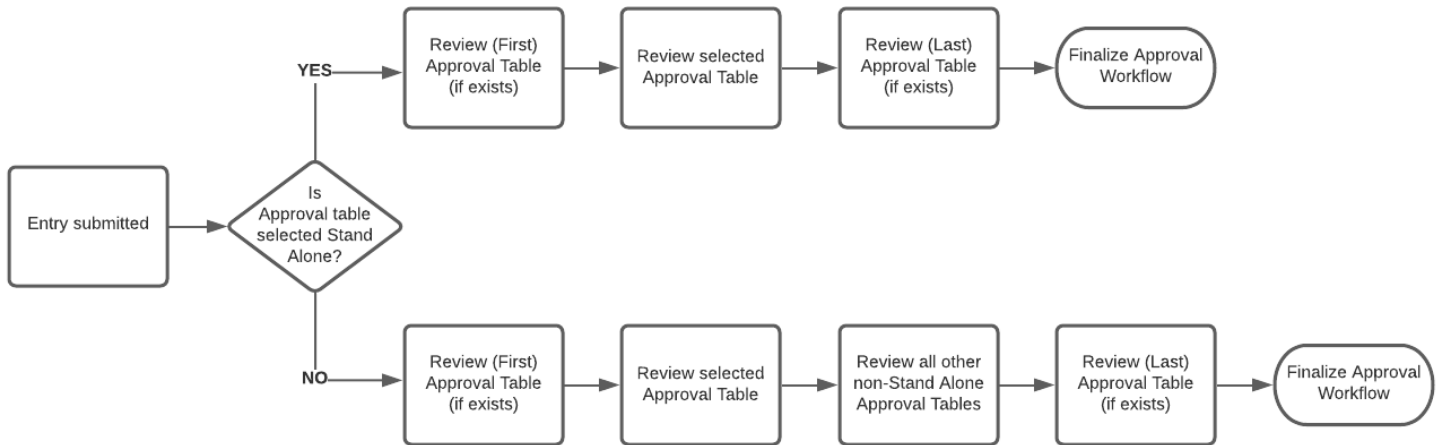 Entry submitted
Is
Approval table
selected Stand
Alone?
YES
Review (First)
Approval Table
(if exists)
Review selected
Approval Table
Review (Last)
Approval Table
(if exists)
Finalize Approval
Workflow
NO
Review (First)
Approval Table
(if exists)
Review selected
Approval Table
Review all other
non-Stand Alone
Approval Tables
Review (Last)
Approval Table
(if exists)
Finalize Approval
Workflow